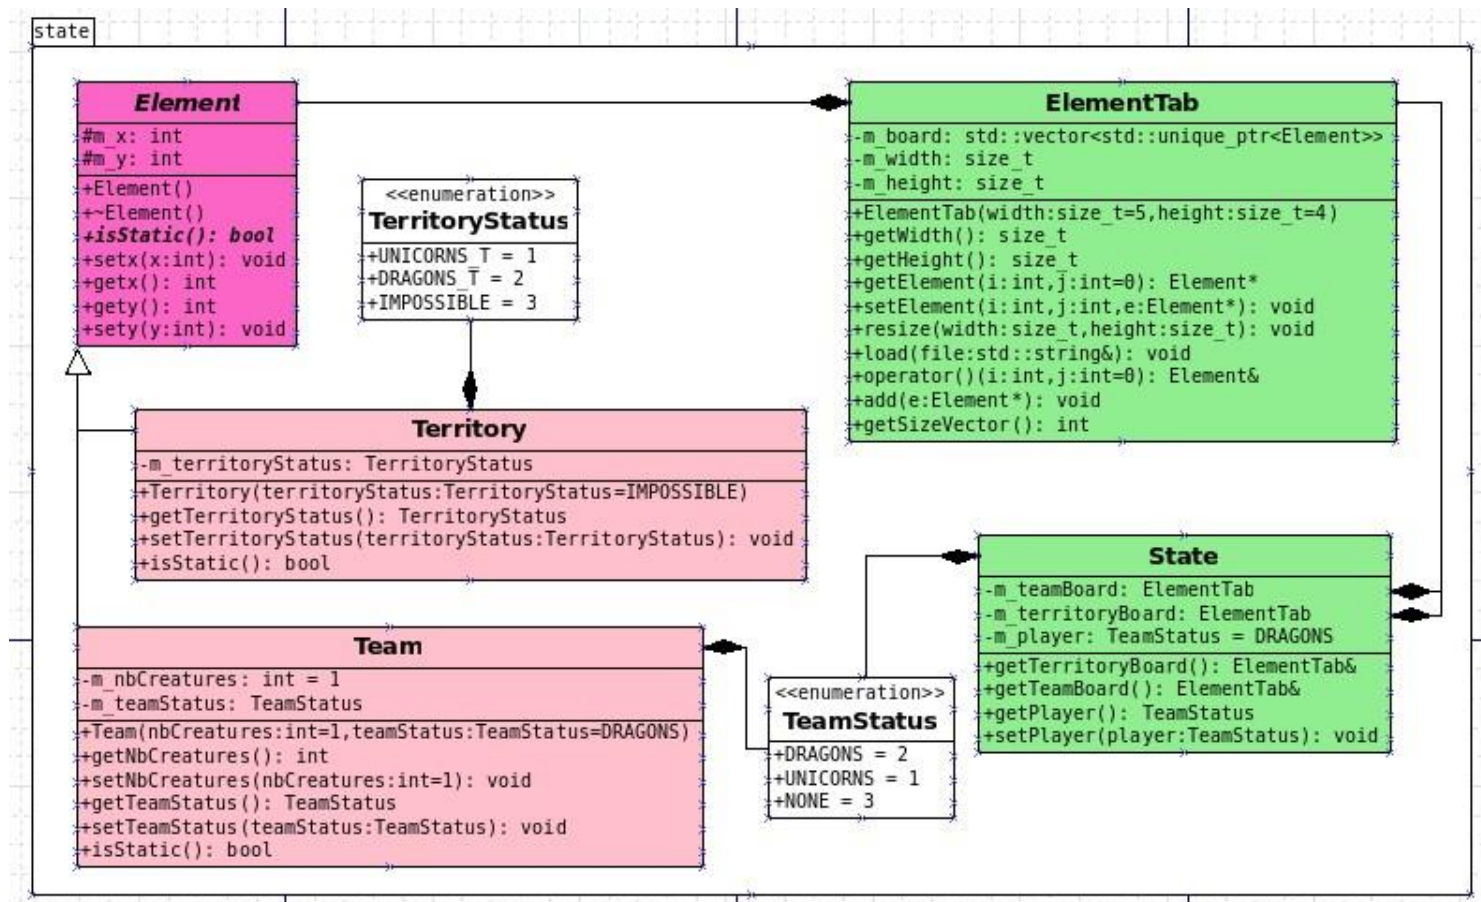 state
Element
#m_x: int
#m_y: int
+Element()
+~Element()
+isStatic(): bool
+setx(x:int): void
+getx(): int
+gety(): int
+sety(y:int): void
<<enumeration>>
TerritoryStatus
+UNICORNS_T = 1
+DRAGONS_T = 2
+IMPOSSIBLE = 3
ElementTab
-m_board: std::vector<std::unique_ptr<Element>>
-m_width: size_t
-m_height: size_t
+ElementTab(width:size_t=5,height:size_t=4)
+getWidth(): size_t
+getHeight(): size_t
+getElement(i:int,j:int=0): Element*
+setElement(i:int,j:int,e:Element*): void
+resize(width:size_t,height:size_t): void
+load(file:std::string&): void
+operator()(i:int,j:int=0): Element&
+add(e:Element*): void
+getSizeVector(): int
Territory
-m_territoryStatus: TerritoryStatus
+Territory(territoryStatus:TerritoryStatus=IMPOSSIBLE)
+getTerritoryStatus(): TerritoryStatus
+setTerritoryStatus(territoryStatus:TerritoryStatus): void
+isStatic(): bool
State
-m_teamBoard: ElementTab
-m_territoryBoard: ElementTab
-m_player: TeamStatus = DRAGONS
+getTerritoryBoard(): ElementTab&
+getTeamBoard(): ElementTab&
+getPlayer(): TeamStatus
+setPlayer(player:TeamStatus): void
Team
-m_nbCreatures: int = 1
-m_teamStatus: TeamStatus
+Team(nbCreatures:int=1,teamStatus:TeamStatus=DRAGONS)
+getNbCreatures(): int
+setNbCreatures(nbCreatures:int=1): void
+getTeamStatus(): TeamStatus
+setTeamStatus(teamStatus:TeamStatus): void
+isStatic(): bool
<<enumeration>>
TeamStatus
+DRAGONS = 2
+UNICORNS = 1
+NONE = 3